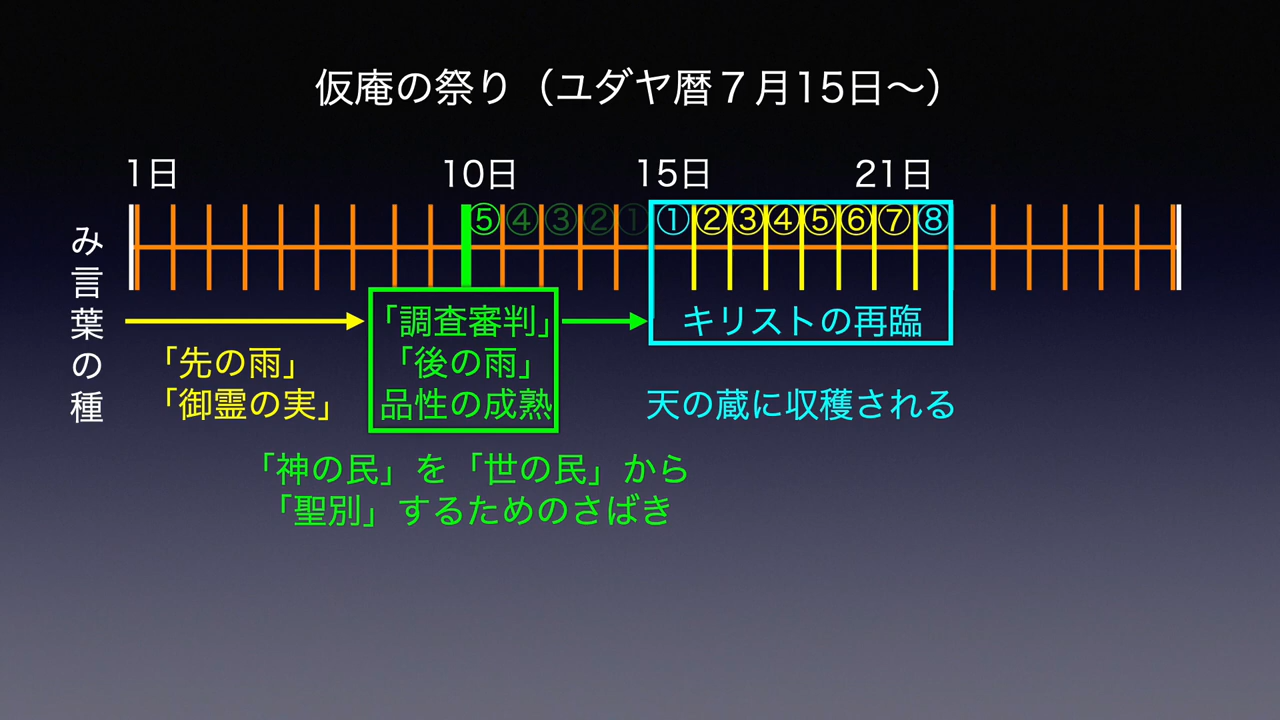 仮庵の祭り（ユダヤ暦７月15日〜）
1日
10日
15日
21日
⑤④③②①
①②③④⑤⑥⑦⑧
み言葉の種
「先の雨」
「御霊の実」
「調査審判」
「後の雨」
品性の成熟
キリストの再臨
天の蔵に収穫される
「神の民」を「世の民」から
「聖別」するためのさばき